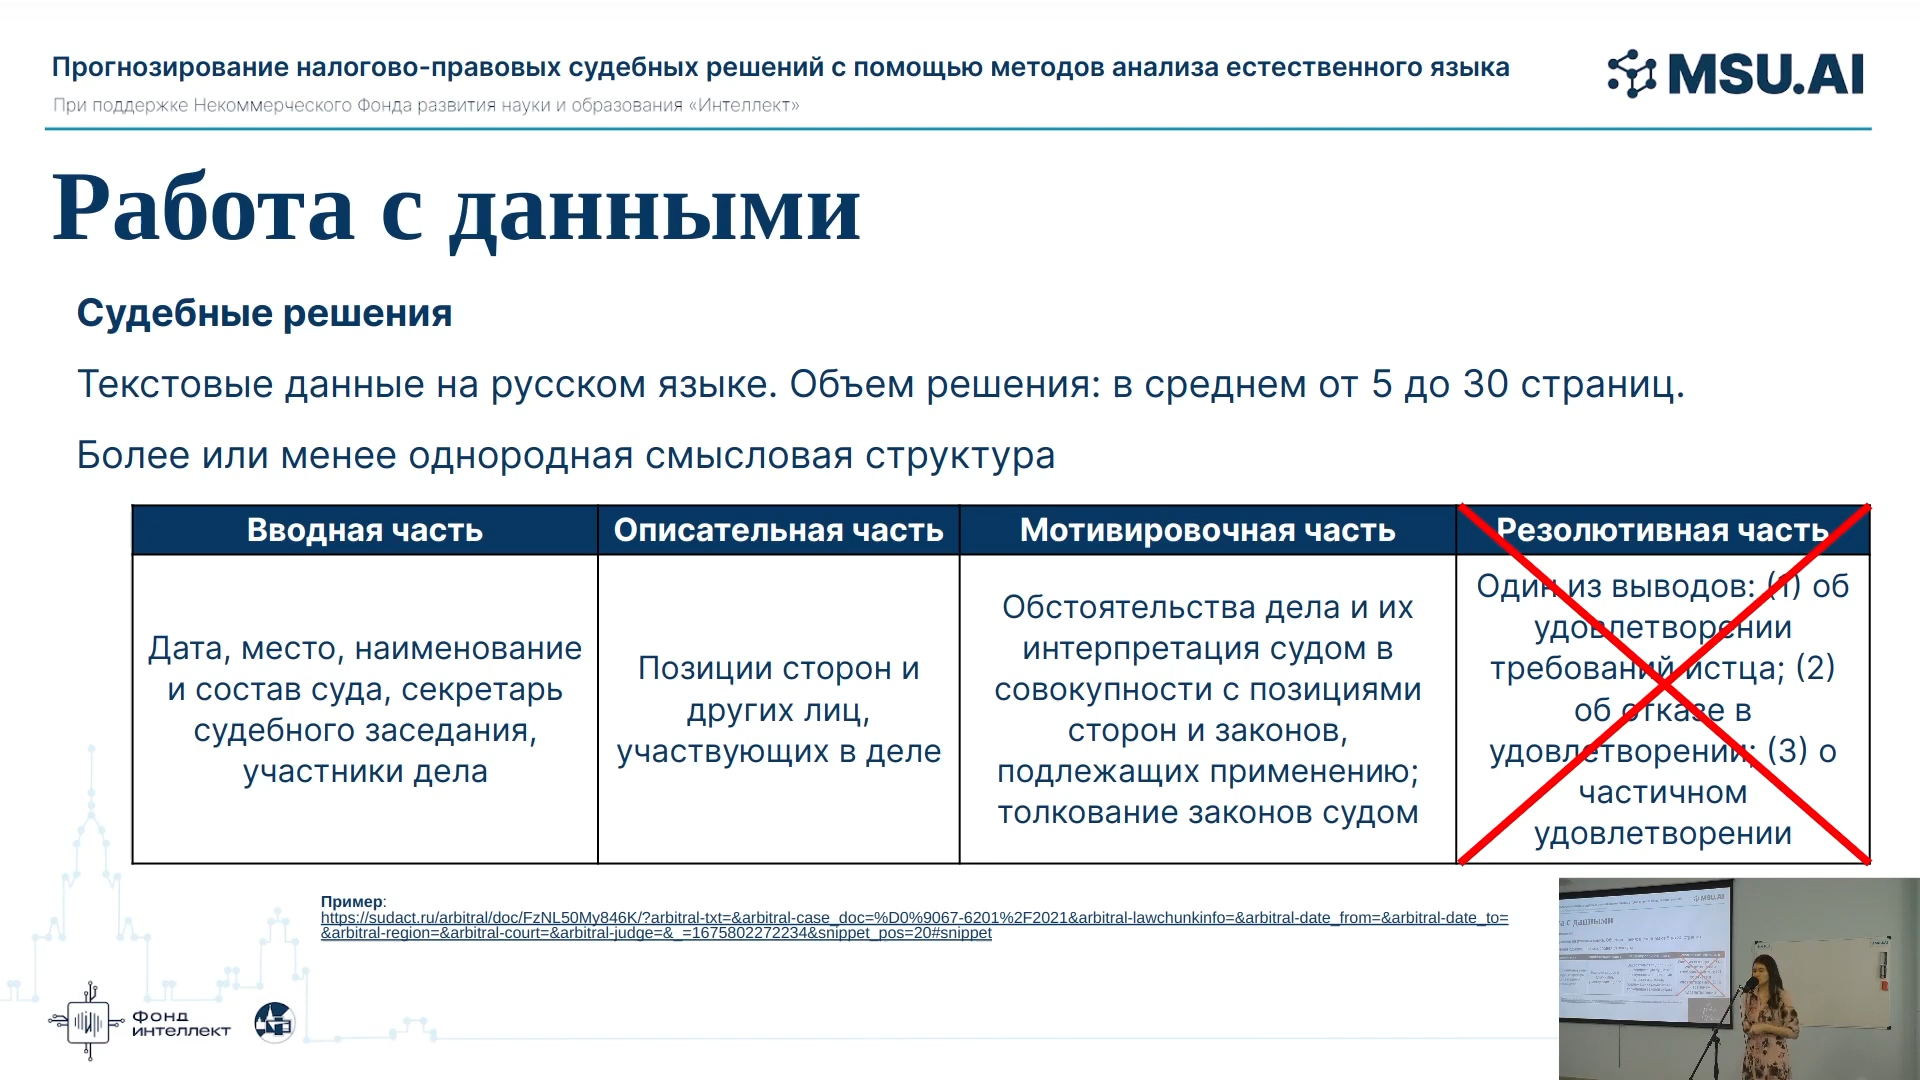 Прогнозирование налогово-правовых судебных решений с помощью методов анализа естественного языка
При поддержке Некоммерческого Фонда развития науки и образования «Интеллект»
MSU.AI
Работа с данными
Судебные решения
Текстовые данные на русском языке. Объем решения: в среднем от 5 до 30 страниц.
Более или менее однородная смысловая структура
Вводная часть
Дата, место, наименование
и состав суда, секретарь
судебного заседания,
участники дела
Описательная часть
Позиции сторон и
других лиц,
участвующих в деле
Мотивировочная часть
Обстоятельства дела и их
интерпретация судом в
совокупности с позициями
сторон и законов,
подлежащих применению;
толкование законов судом
Резолютивная часть
Один из выводов: (1) об
удовлетворении
требований истца; (2)
об отказе в
удовлетворении; (3) о
частичном
удовлетворении
Пример:
https://sudact.ru/arbitral/doc/FzNL50My846K/?arbitral-txt=&arbitral-case_doc=%D0%9067-6201%2F2021&arbitral-lawchunkinfo=&arbitral-date_from=&arbitral-date_to=
&arbitral-region=&arbitral-court=&arbitral-judge=&_=1675802272234&snippet_pos=20#snippet
ФОНД
ИНТЕЛЛЕКТ